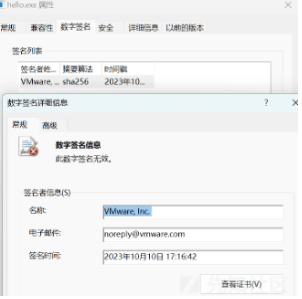 hello.exe 属性
常规 兼容性 数字签名 安全 详细信息 以前的版本
签名列表
签名者姓... 摘要算法 时间戳
VMware, ... sha256 2023年10...
数字签名详细信息 ? ×
常规 高级
数字签名信息
此数字签名无效。
签名者信息(S)
名称: VMware, Inc.
电子邮件: noreply@vmware.com
签名时间: 2023年10月10日 17:16:42
查看证书(V)